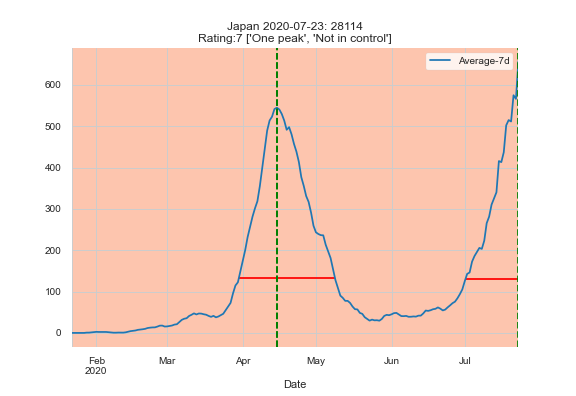 Japan 2020-07-23: 28114
Rating:7 ['One peak', 'Not in control']
Average-7d
600
500
400
300
200
100
0
Feb
2020
Mar
Apr
May
Jun
Jul
Date